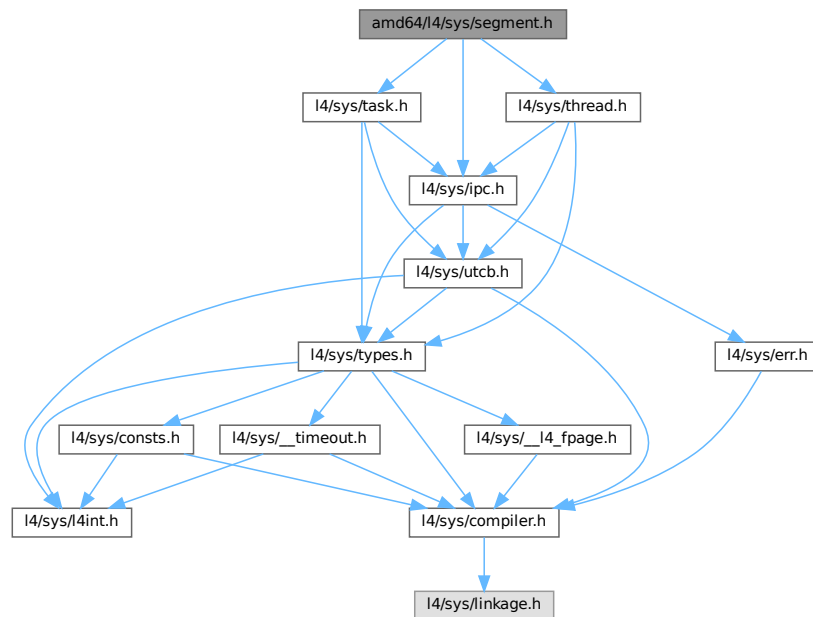 amd64/l4/sys/segment.h
l4/sys/task.h
l4/sys/thread.h
l4/sys/ipc.h
l4/sys/utcb.h
l4/sys/types.h
l4/sys/err.h
l4/sys/consts.h
l4/sys/__timeout.h
l4/sys/__l4_fpage.h
l4/sys/l4int.h
l4/sys/compiler.h
l4/sys/linkage.h